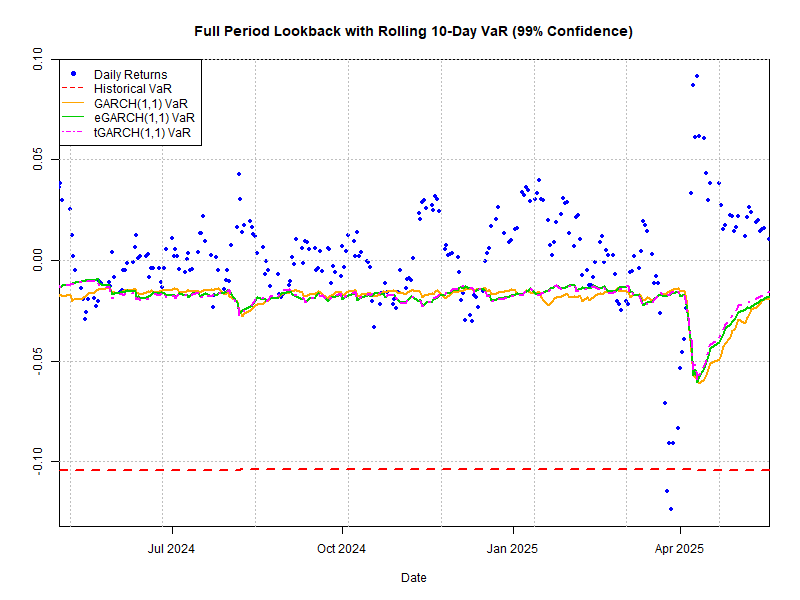 Full Period Lookback with Rolling 10-Day VaR (99% Confidence)
0.10
0.05
0.00
-0.05
-0.10
Daily Returns
Historical VaR
GARCH(1,1) VaR
eGARCH(1,1) VaR
tGARCH(1,1) VaR
Jul 2024
Oct 2024
Jan 2025
Apr 2025
Date